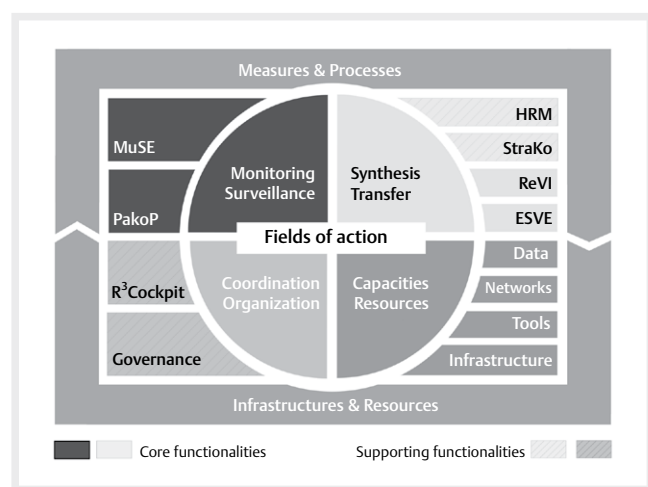 Measures & Processes
MuSE
PakoP
R³Cockpit
Governance
Monitoring
Surveillance
Synthesis
Transfer
Fields of action
Coordination
Organization
Capacities
Resources
HRM
StraKo
ReVI
ESVE
Data
Networks
Tools
Infrastructure
Infrastructures & Resources
Core functionalities
Supporting functionalities